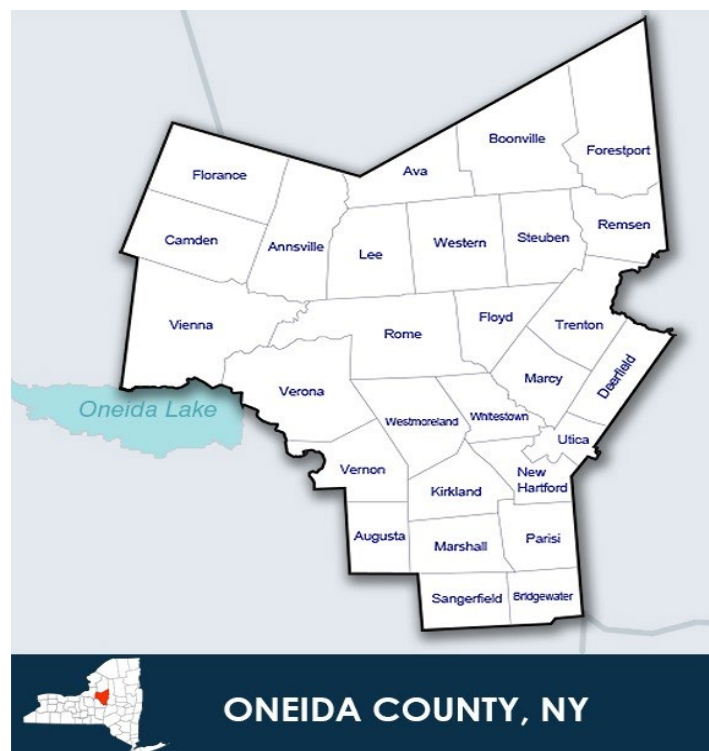 Boonville
Forestport
Ava
Florance
Remsen
Steuben
Camden
Annsville
Lee
Western
Floyd
Trenton
Vienna
Rome
Deerfield
Marcy
Verona
Oneida Lake
Westmoreland
Whitestown
Utica
Vernon
New
Hartford
Kirkland
Augusta
Marshall
Parisi
Sangerfield
Bridgewater
ONEIDA COUNTY, NY